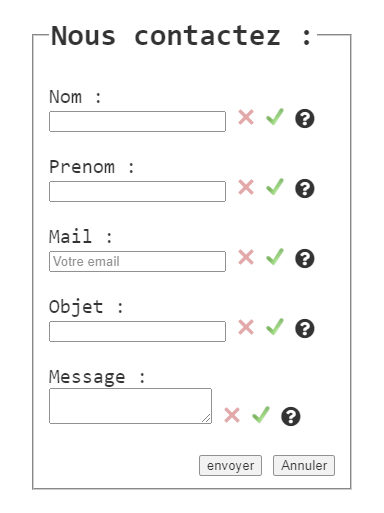 Nous contactez :
Nom :
Prenom :
Mail :
Votre email
Objet :
Message :
envoyer Annuler